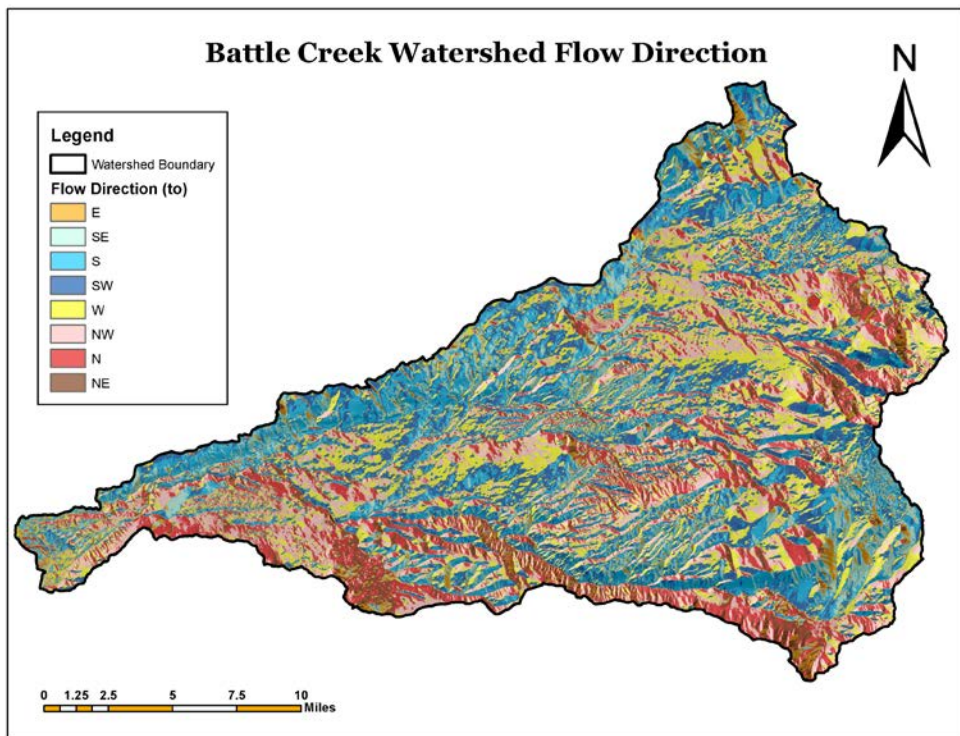 Battle Creek Watershed Flow Direction
N
Legend
Watershed Boundary
Flow Direction (to)
E
SE
S
SW
W
NW
N
NE
0 1.25 2.5 5 7.5 10
Miles